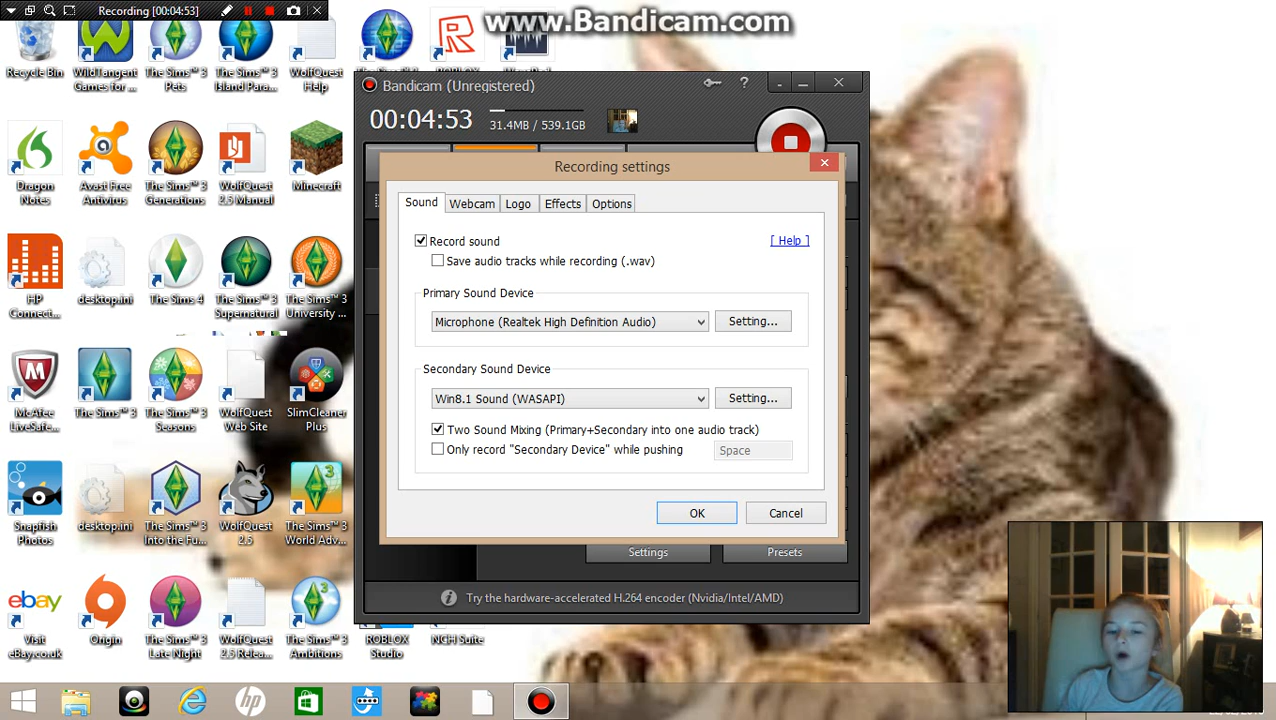 Recording [00:04:53]
www.Bandicam.com
Recycle Bin
WildTangent Games for ...
The Sims™ 3 Pets
The Sims™ 3 Island Para...
WolfQuest Help
Dragon Notes
Avast Free Antivirus
The Sims™ 3 Generations
WolfQuest 2.5 Manual
Minecraft
HP Connect...
desktop.ini
The Sims 4
The Sims™ 3 Supernatural
The Sims™ 3 University ...
McAfee LiveSafe...
The Sims™ 3
The Sims™ 3 Seasons
WolfQuest Web Site
SlimCleaner Plus
Snapfish Photos
desktop.ini
The Sims™ 3 Into the Fu...
WolfQuest 2.5
The Sims™ 3 World Adv...
Visit eBay.co.uk
Origin
The Sims™ 3 Late Night
WolfQuest 2.5 Relea...
The Sims™ 3 Ambitions
ROBLOX Studio
NCH Suite
Bandicam (Unregistered)
00:04:53
31.4MB / 539.1GB
Recording settings
Sound Webcam Logo Effects Options
Record sound
[ Help ]
Save audio tracks while recording (.wav)
Primary Sound Device
Microphone (Realtek High Definition Audio)
Setting...
Secondary Sound Device
Win8.1 Sound (WASAPI)
Setting...
Two Sound Mixing (Primary+Secondary into one audio track)
Only record "Secondary Device" while pushing
Space
OK
Cancel
Settings
Presets
Try the hardware-accelerated H.264 encoder (Nvidia/Intel/AMD)